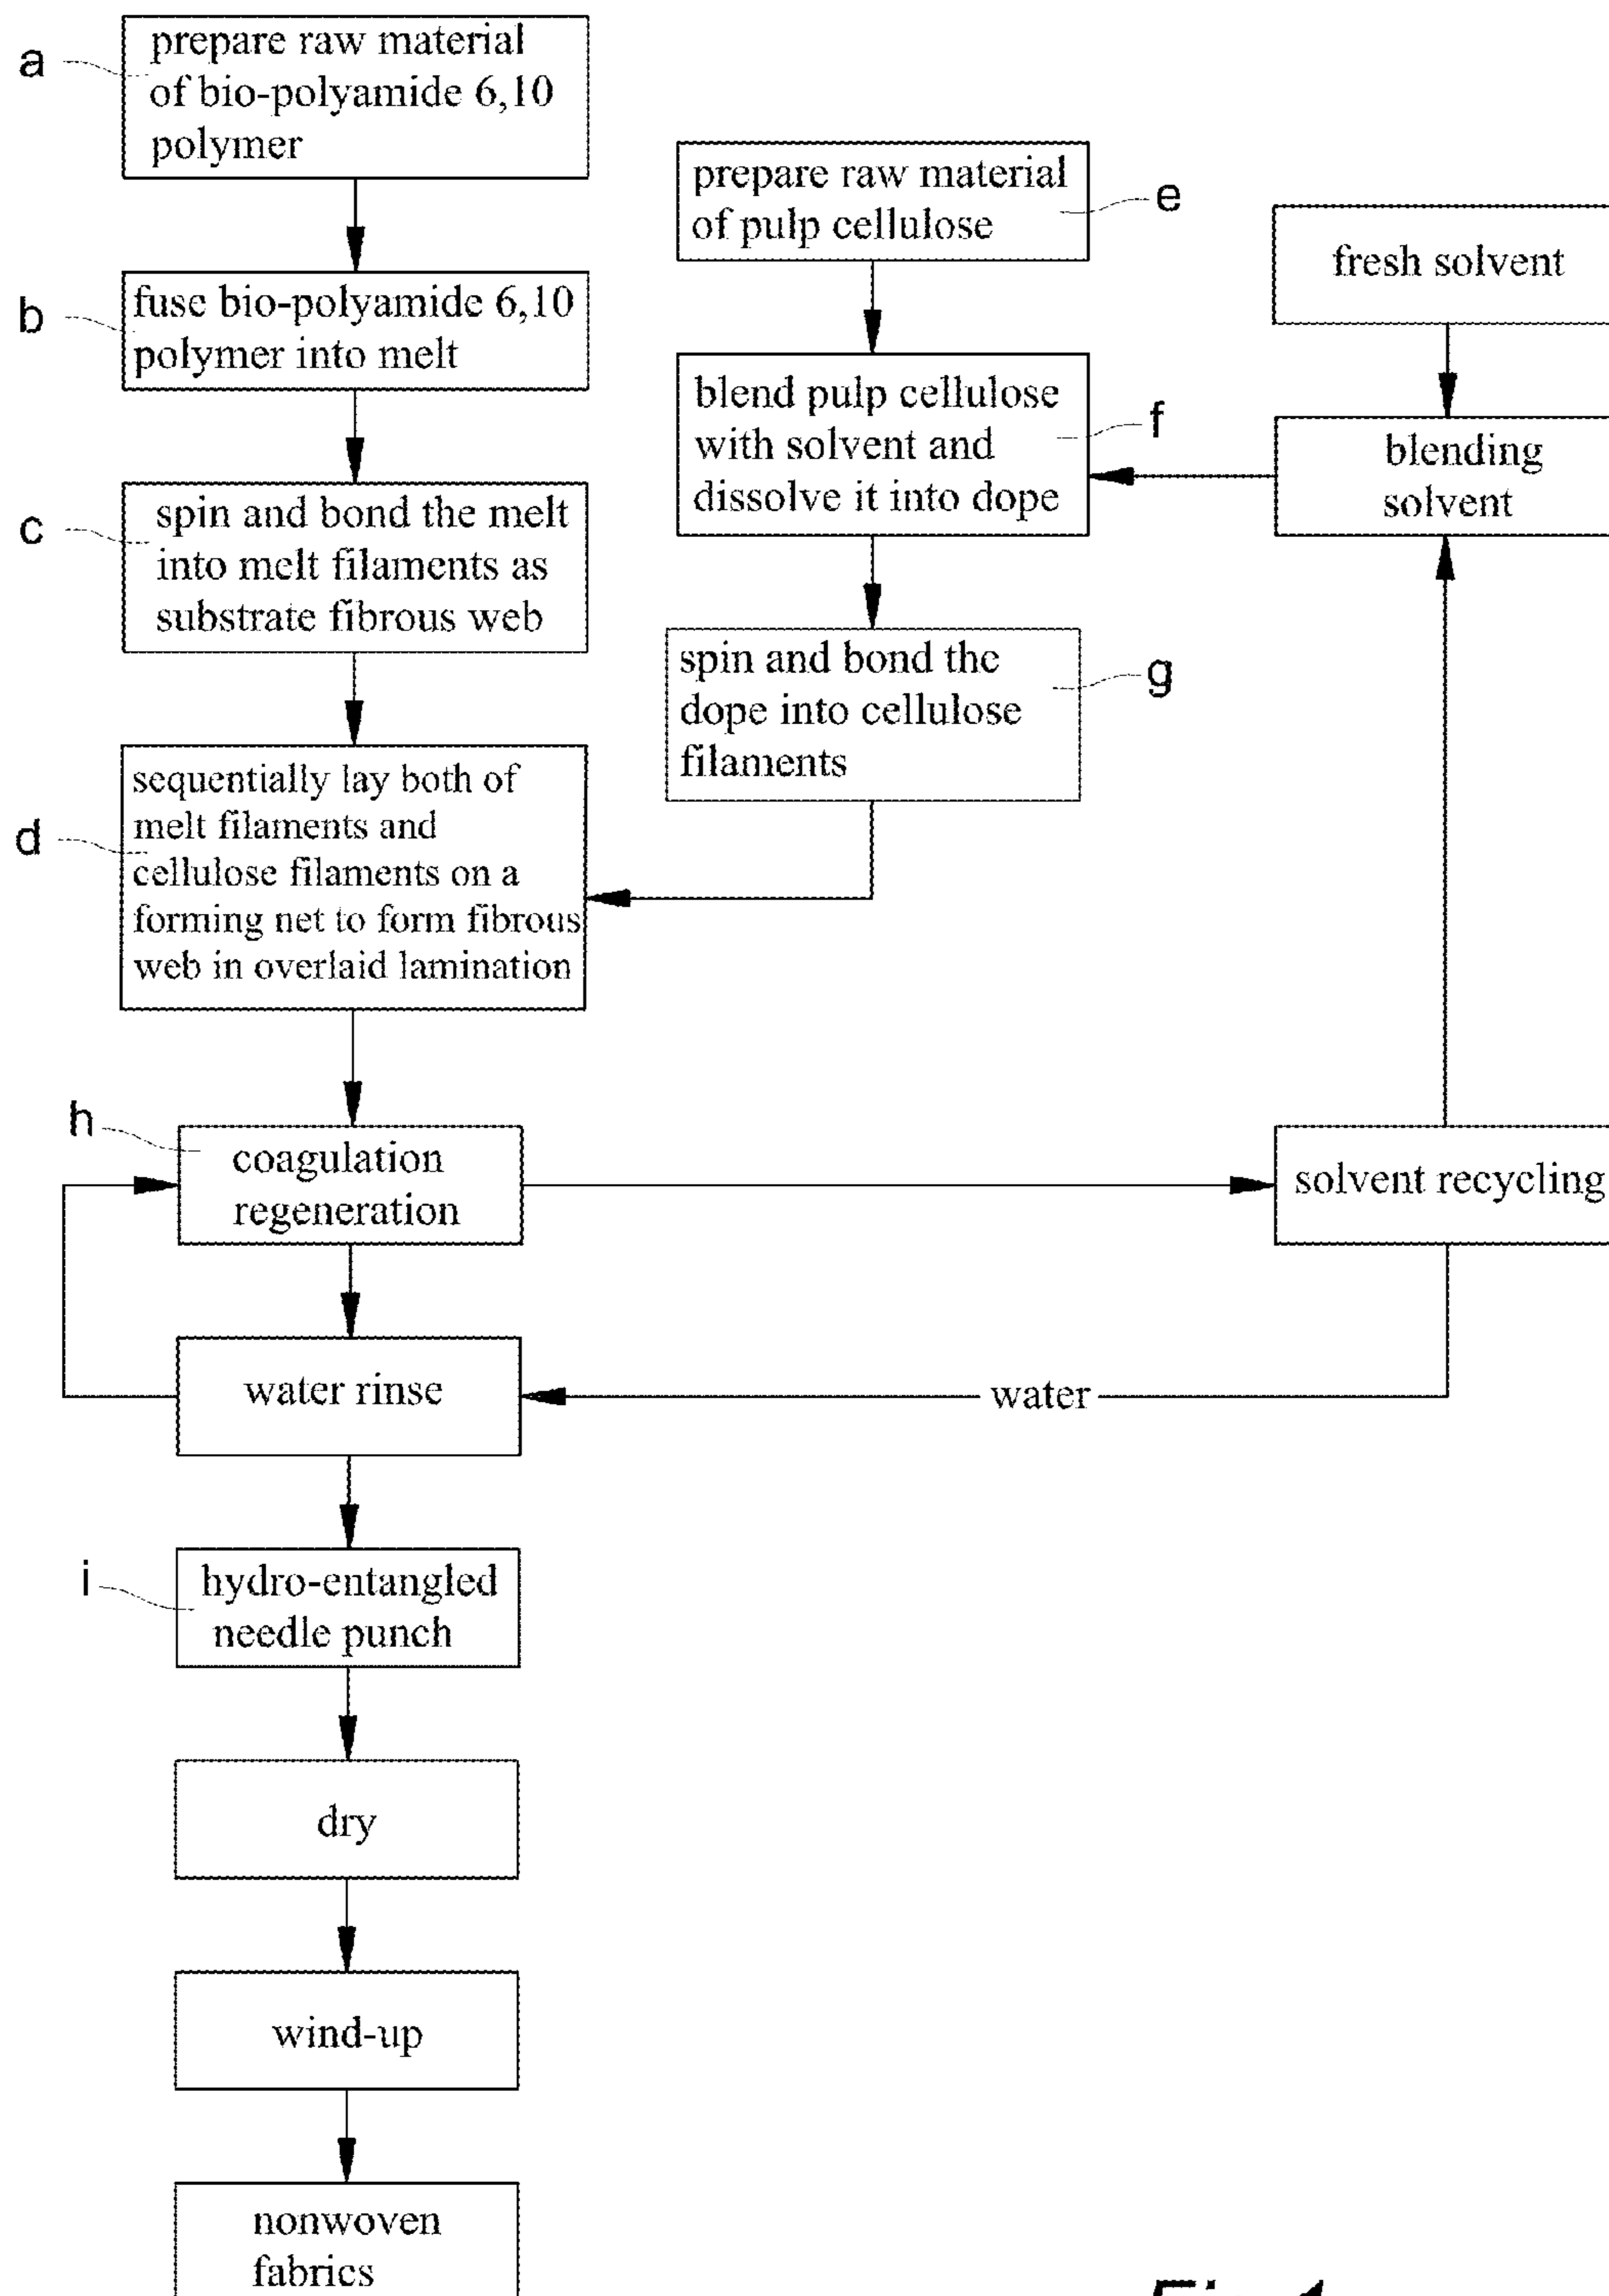 a
prepare raw material
of bio-polyamide 6,10
polymer
b
fuse bio-polyamide 6,10
polymer into melt
c
spin and bond the melt
into melt filaments as
substrate fibrous web
d
sequentially lay both of
melt filaments and
cellulose filaments on a
forming net to form fibrous
web in overlaid lamination
prepare raw material
of pulp cellulose
e
blend pulp cellulose
with solvent and
dissolve it into dope
f
spin and bond the
dope into cellulose
filaments
g
fresh solvent
blending
solvent
h
coagulation
regeneration
solvent recycling
water rinse
water
i
hydro-entangled
needle punch
dry
wind-up
nonwoven
fabrics